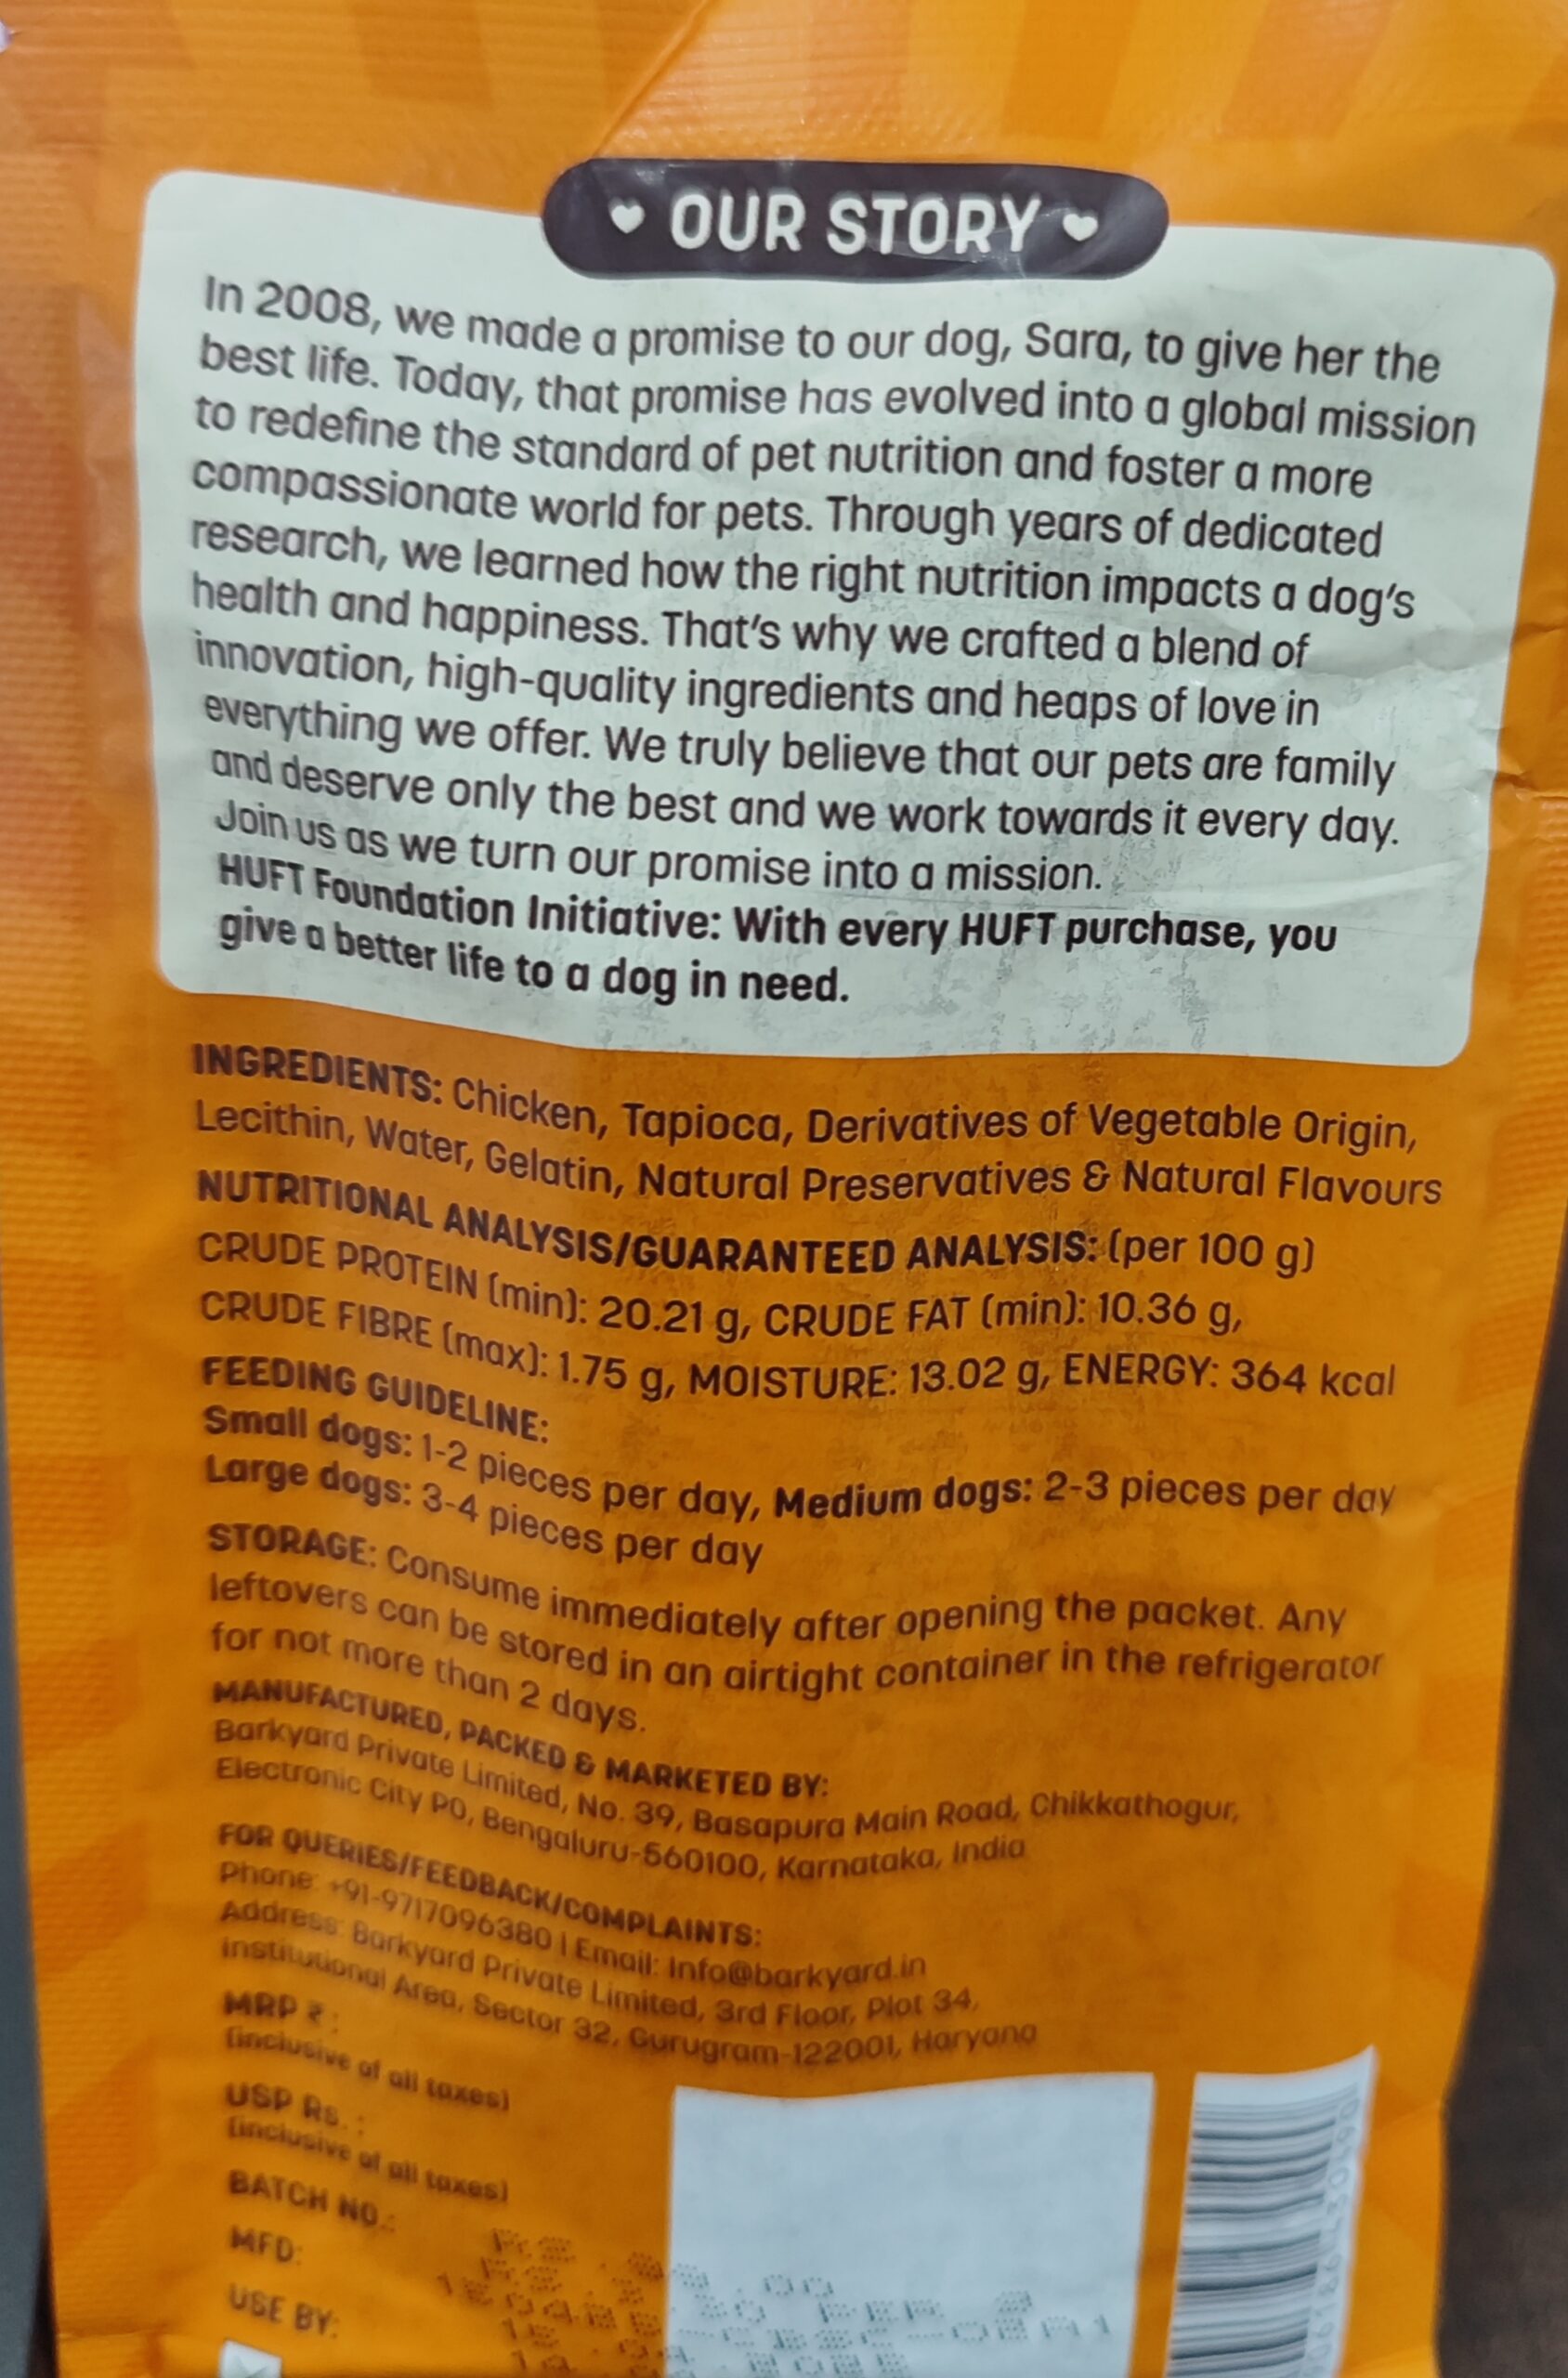 OUR STORY
In 2008, we made a promise to our dog, Sara, to give her the
best life. Today, that promise has evolved into a global mission
to redefine the standard of pet nutrition and foster a more
compassionate world for pets. Through years of dedicated
research, we learned how the right nutrition impacts a dog's
health and happiness. That's why we crafted a blend of
innovation, high-quality ingredients and heaps of love in
everything we offer. We truly believe that our pets are family
and deserve only the best and we work towards it every day.
Join us as we turn our promise into a mission.
HUFT Foundation Initiative: With every HUFT purchase, you
give a better life to a dog in need.
INGREDIENTS: Chicken, Tapioca, Derivatives of Vegetable Origin,
Lecithin, Water, Gelatin, Natural Preservatives & Natural Flavours
NUTRITIONAL ANALYSIS/GUARANTEED ANALYSIS: (per 100 g)
CRUDE PROTEIN (min): 20.21 g, CRUDE FAT (min): 10.36 g,
CRUDE FIBRE (max): 1.75 g, MOISTURE: 13.02 g, ENERGY: 364 kcal
FEEDING GUIDELINE:
Small dogs: 1-2 pieces per day, Medium dogs: 2-3 pieces per day
Large dogs: 3-4 pieces per day
STORAGE: Consume immediately after opening the packet. Any
leftovers can be stored in an airtight container in the refrigerator
for not more than 2 days.
MANUFACTURED, PACKED & MARKETED BY:
Barkyard Private Limited, No. 39, Basapura Main Road, Chikkathogur,
Electronic City PO, Bengaluru-560100, Karnataka, India
FOR QUERIES/FEEDBACK/COMPLAINTS:
Phone: +91-9717096380 | Email: Info@barkyard.in
Address: Barkyard Private Limited, 3rd Floor, Plot 34,
Institutional Area, Sector 32, Gurugram-122001, Haryana
MRP ₹ :
(inclusive of all taxes)
USP Rs. :
(inclusive of all taxes)
BATCH NO.:
MFD:
USE BY: